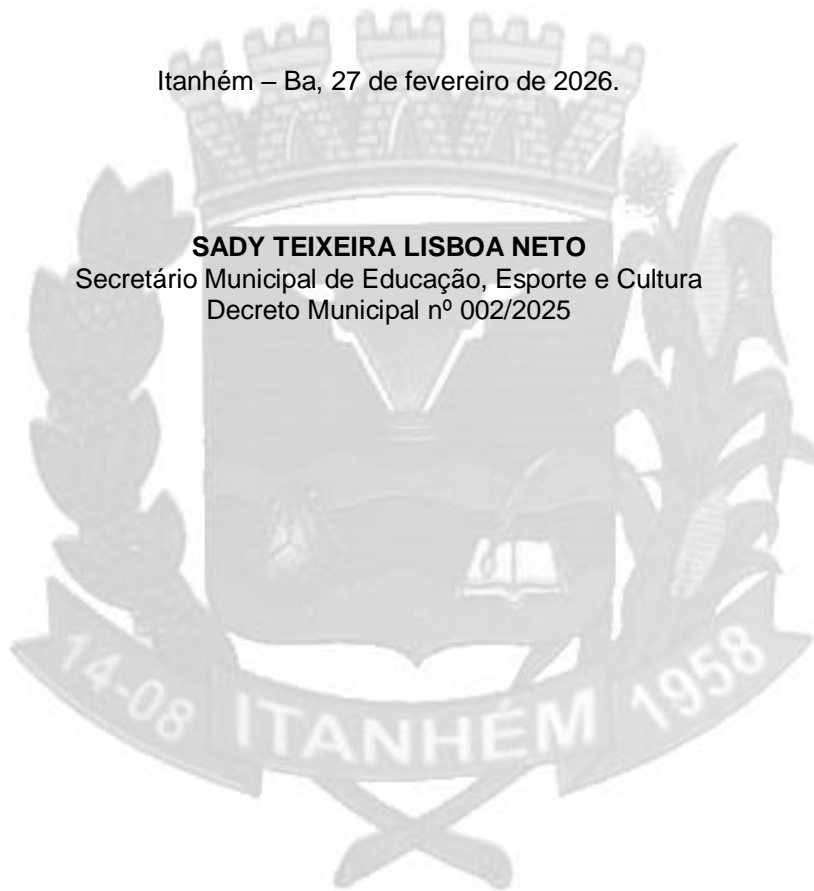 Itanhém – Ba, 27 de fevereiro de 2026.
SADY TEIXEIRA LISBOA NETO
Secretário Municipal de Educação, Esporte e Cultura
Decreto Municipal nº 002/2025
14-08 ITANHÉM 1958